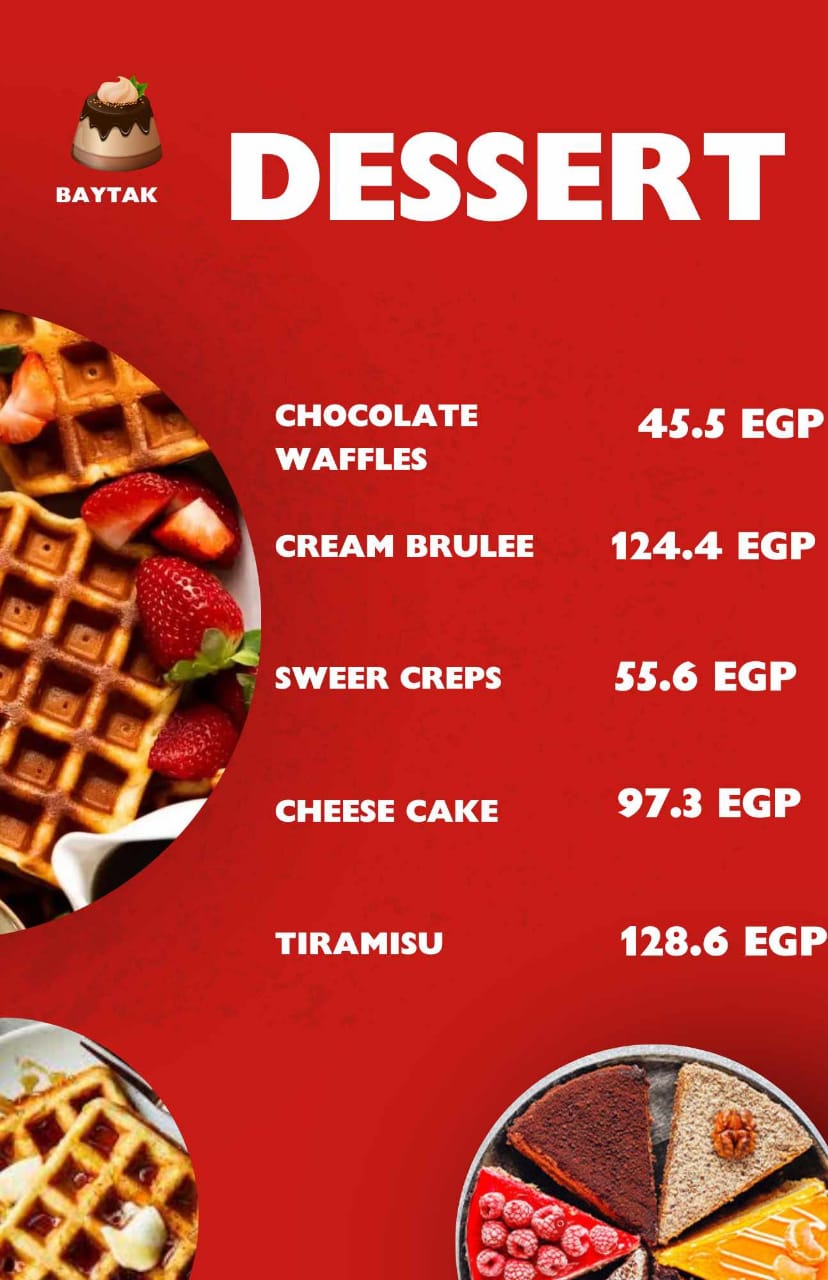 BAYTAK
DESSERT
CHOCOLATE
WAFFLES
45.5 EGP
CREAM BRULEE 124.4 EGP
SWEER CREPS 55.6 EGP
CHEESE CAKE 97.3 EGP
TIRAMISU 128.6 EGP